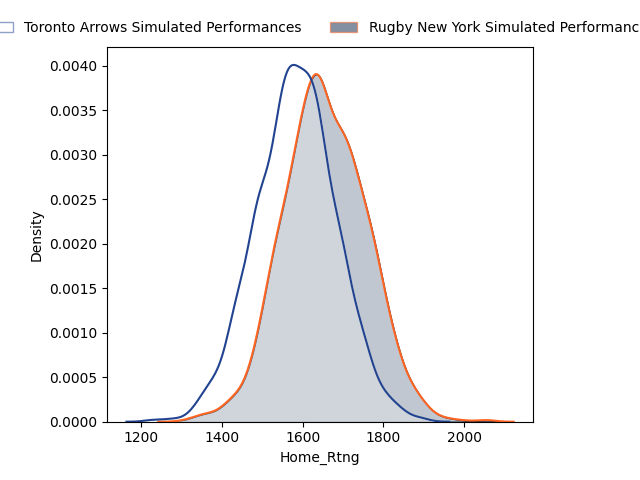 Toronto Arrows Simulated Performances
Rugby New York Simulated Performanc
0.0040
0.0035
0.0030
0.0025
0.0020
0.0015
0.0010
0.0005
0.0000
Density
1200 1400 1600 1800 2000
Home_Rtng